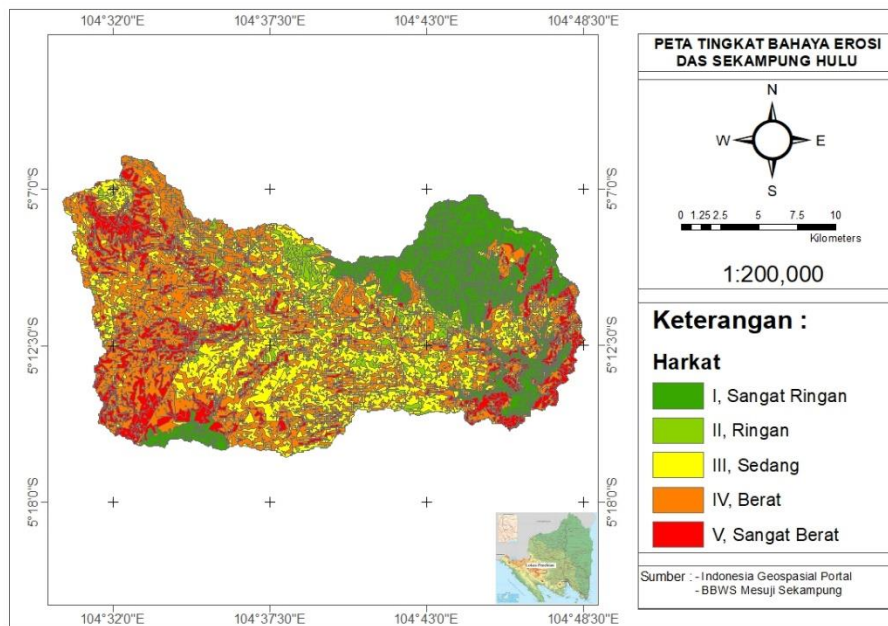 104°32'0"E 104°37'30"E 104°43'0"E 104°48'30"E
5°7'0"S 5°7'0"S
5°12'30"S 5°12'30"S
5°18'0"S 5°18'0"S
104°32'0"E 104°37'30"E 104°43'0"E 104°48'30"E
PETA TINGKAT BAHAYA EROSI
DAS SEKAMPUNG HULU
N
W E
S
0 1.25 2.5 5 7.5 10
Kilometers
1:200,000
Keterangan :
Harkat
I, Sangat Ringan
II, Ringan
III, Sedang
IV, Berat
V, Sangat Berat
Sumber : - Indonesia Geospasial Portal
- BBWS Mesuji Sekampung